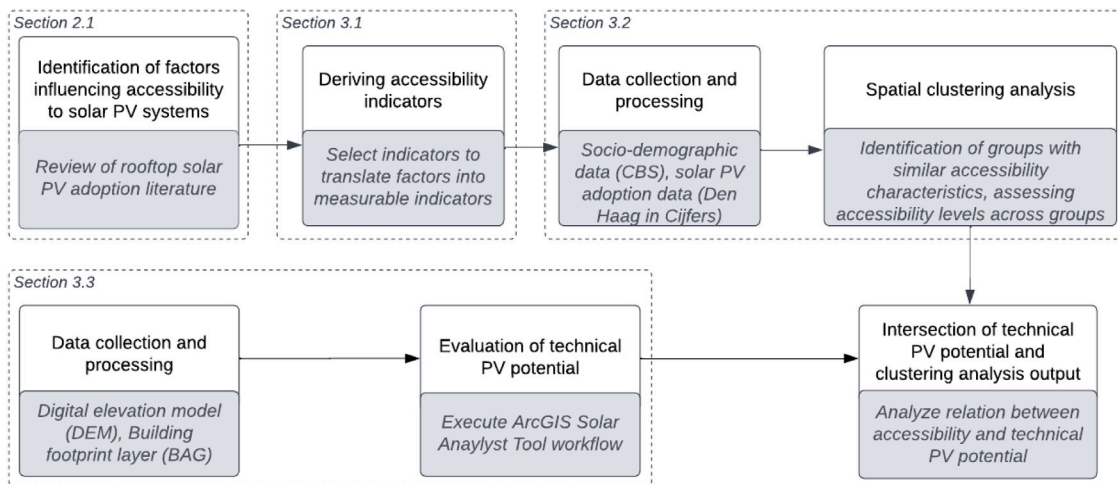 Section 2.1
Identification of factors
influencing accessibility
to solar PV systems
Review of rooftop solar
PV adoption literature
Section 3.1
Deriving accessibility
indicators
Select indicators to
translate factors into
measurable indicators
Section 3.2
Data collection and
processing
Socio-demographic
data (CBS), solar PV
adoption data (Den
Haag in Cijfers)
Spatial clustering analysis
Identification of groups with
similar accessibility
characteristics, assessing
accessibility levels across groups
Section 3.3
Data collection and
processing
Digital elevation model
(DEM), Building
footprint layer (BAG)
Evaluation of technical
PV potential
Execute ArcGIS Solar
Anaylyst Tool workflow
Intersection of technical
PV potential and
clustering analysis output
Analyze relation between
accessibility and technical
PV potential